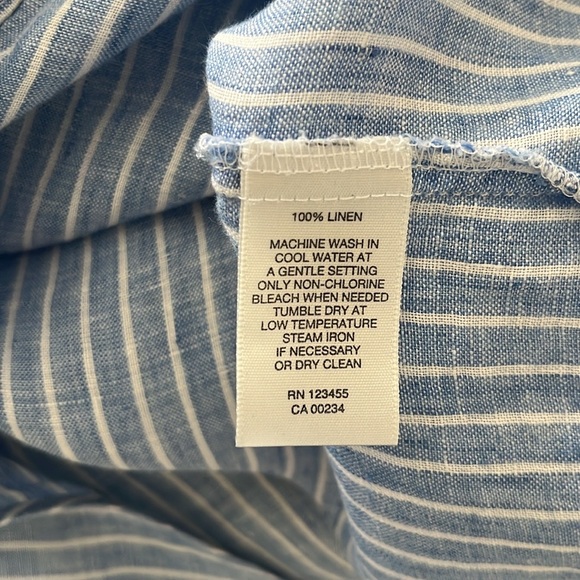 100% LINEN
MACHINE WASH IN
COOL WATER AT
A GENTLE SETTING
ONLY NON-CHLORINE
BLEACH WHEN NEEDED
TUMBLE DRY AT
LOW TEMPERATURE
STEAM IRON
IF NECESSARY
OR DRY CLEAN
RN 123455
CA 00234